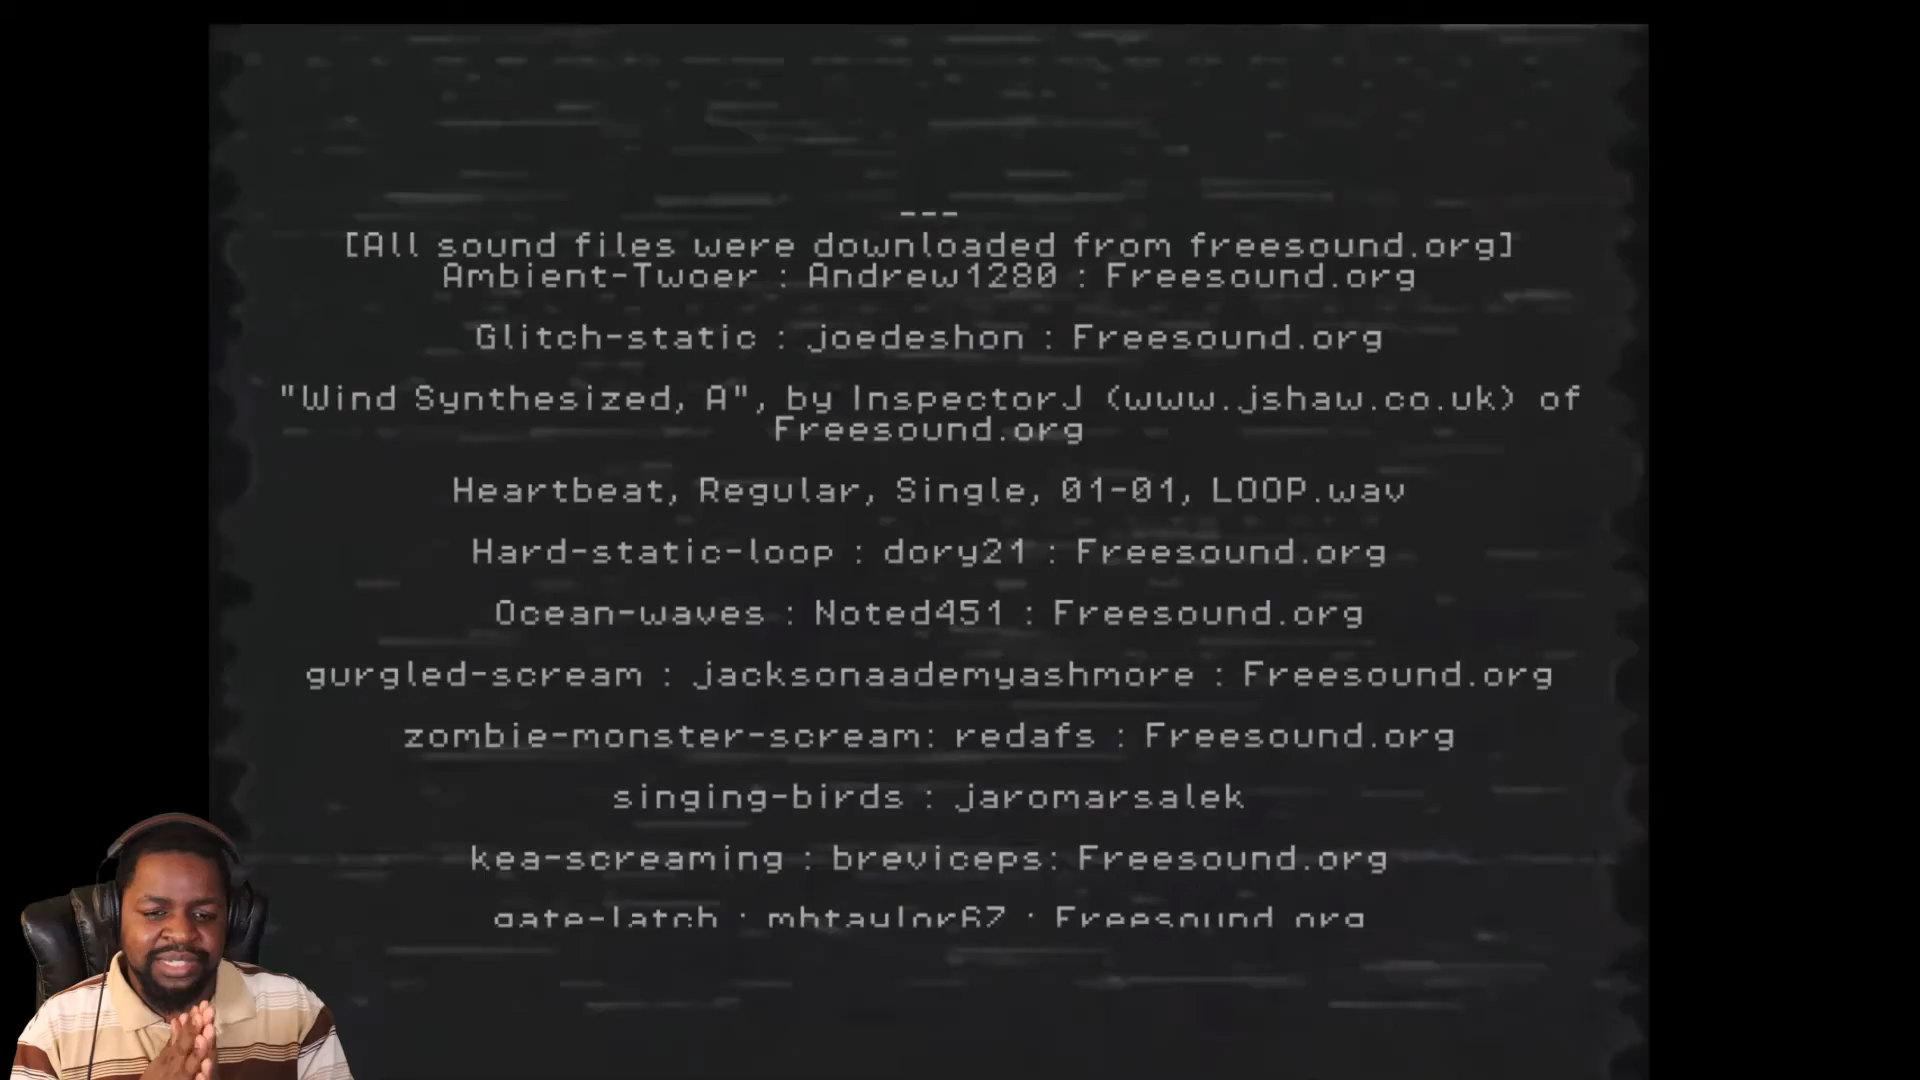 ---
[All sound files were downloaded from freesound.org]
Ambient-Twoer : Andrew1280 : Freesound.org
Glitch-static : joedeshon : Freesound.org
"Wind Synthesized, A", by InspectorJ (www.jshaw.co.uk) of
Freesound.org
Heartbeat, Regular, Single, 01-01, LOOP.wav
Hard-static-loop : dory21 : Freesound.org
Ocean-waves : Noted451 : Freesound.org
gurgled-scream : jacksonaademyashmore : Freesound.org
zombie-monster-scream: redafs : Freesound.org
singing-birds : jaromarsalek
kea-screaming : breviceps: Freesound.org
gate-latch : mhtaylor67 : Freesound.org